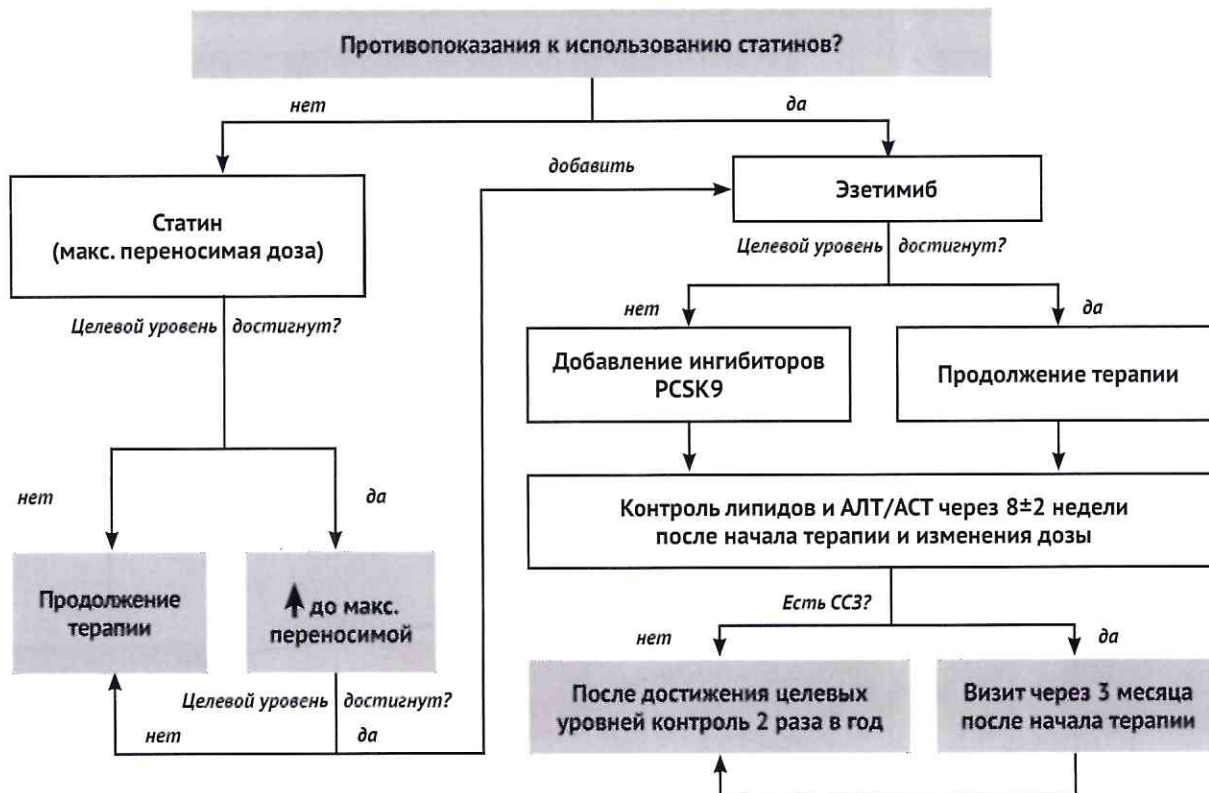 Противопоказания к использованию статинов?
нет
да
добавить
Статин
(макс. переносимая доза)
Эзетимиб
Целевой уровень достигнут?
нет
да
Целевой уровень достигнут?
Добавление ингибиторов
PCSK9
Продолжение терапии
нет
да
Контроль липидов и АЛТ/АСТ через 8±2 недели
после начала терапии и изменения дозы
Продолжение
терапии
до макс.
переносимой
Есть ССЗ?
нет
да
Целевой уровень достигнут?
нет
да
После достижения целевых
уровней контроль 2 раза в год
Визит через 3 месяца
после начала терапии